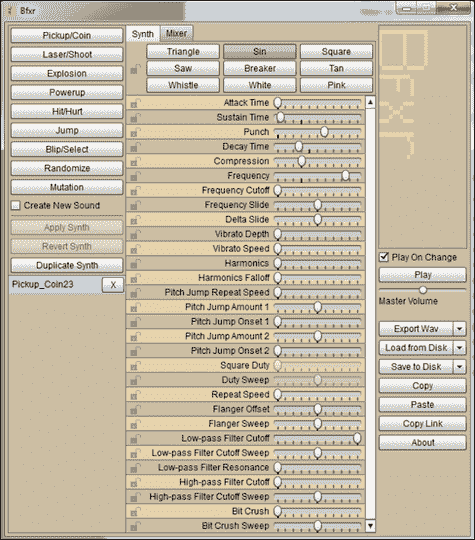 Bfxr
Pickup/Coin
Laser/Shoot
Explosion
Powerup
Hit/Hurt
Jump
Blip/Select
Randomize
Mutation
Create New Sound
Apply Synth
Revert Synth
Duplicate Synth
Pickup_Coin23 X
Synth Mixer
Triangle Sin Square
Saw Breaker Tan
Whistle White Pink
Attack Time
Sustain Time
Punch
Decay Time
Compression
Frequency
Frequency Cutoff
Frequency Slide
Delta Slide
Vibrato Depth
Vibrato Speed
Harmonics
Harmonics Falloff
Pitch Jump Repeat Speed
Pitch Jump Amount 1
Pitch Jump Onset 1
Pitch Jump Amount 2
Pitch Jump Onset 2
Square Duty
Duty Sweep
Repeat Speed
Flanger Offset
Flanger Sweep
Low-pass Filter Cutoff
Low-pass Filter Cutoff Sweep
Low-pass Filter Resonance
High-pass Filter Cutoff
High-pass Filter Cutoff Sweep
Bit Crush
Bit Crush Sweep
Bfxr
Play On Change
Play
Master Volume
Export Wav
Load from Disk
Save to Disk
Copy
Paste
Copy Link
About